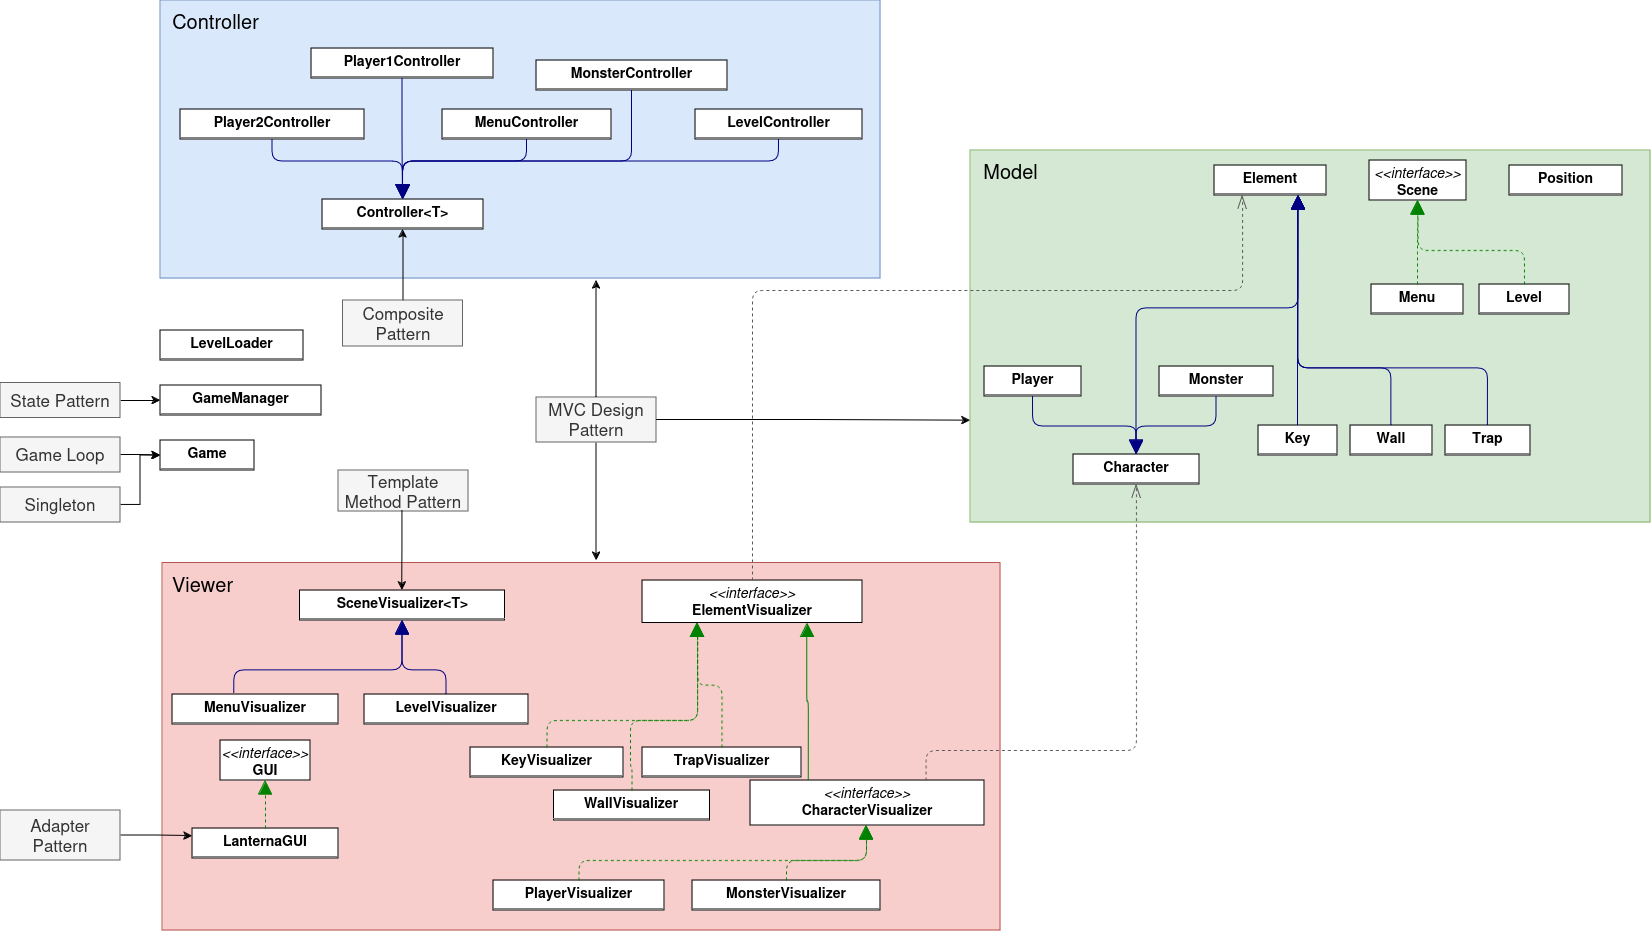 Controller
Player1Controller
MonsterController
Player2Controller
MenuController
LevelController
Controller<T>
Composite
Pattern
LevelLoader
State Pattern
GameManager
Game Loop
Game
Singleton
MVC Design
Pattern
Template
Method Pattern
Model
Element
<<interface>>
Scene
Position
Menu
Level
Player
Monster
Key
Wall
Trap
Character
Viewer
SceneVisualizer<T>
<<interface>>
ElementVisualizer
MenuVisualizer
LevelVisualizer
<<interface>>
GUI
KeyVisualizer
TrapVisualizer
WallVisualizer
<<interface>>
CharacterVisualizer
Adapter
Pattern
LanternaGUI
PlayerVisualizer
MonsterVisualizer